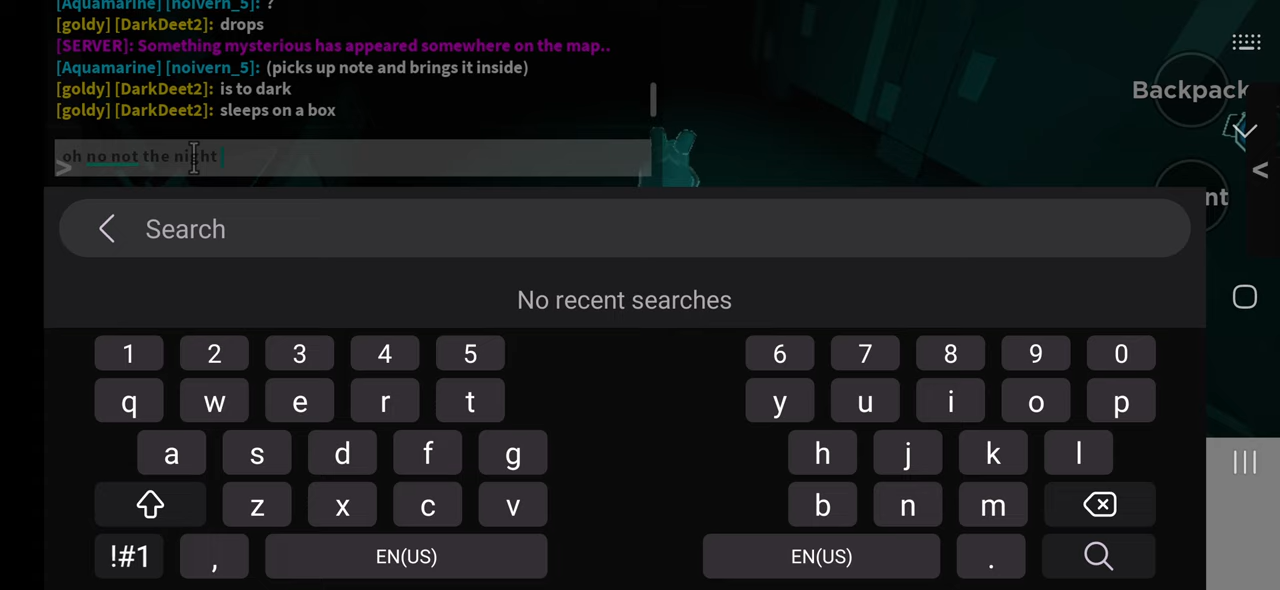 [Aquamarine] [noivern_5]: ?
[goldy] [DarkDeet2]: drops
[SERVER]: Something mysterious has appeared somewhere on the map..
[Aquamarine] [noivern_5]: (picks up note and brings it inside)
[goldy] [DarkDeet2]: is to dark
[goldy] [DarkDeet2]: sleeps on a box
oh no not the night
>
Backpack
<
nt
Search
No recent searches
1 2 3 4 5 6 7 8 9 0
q w e r t y u i o p
a s d f g h j k l
z x c v b n m
!#1 , EN(US) EN(US) .